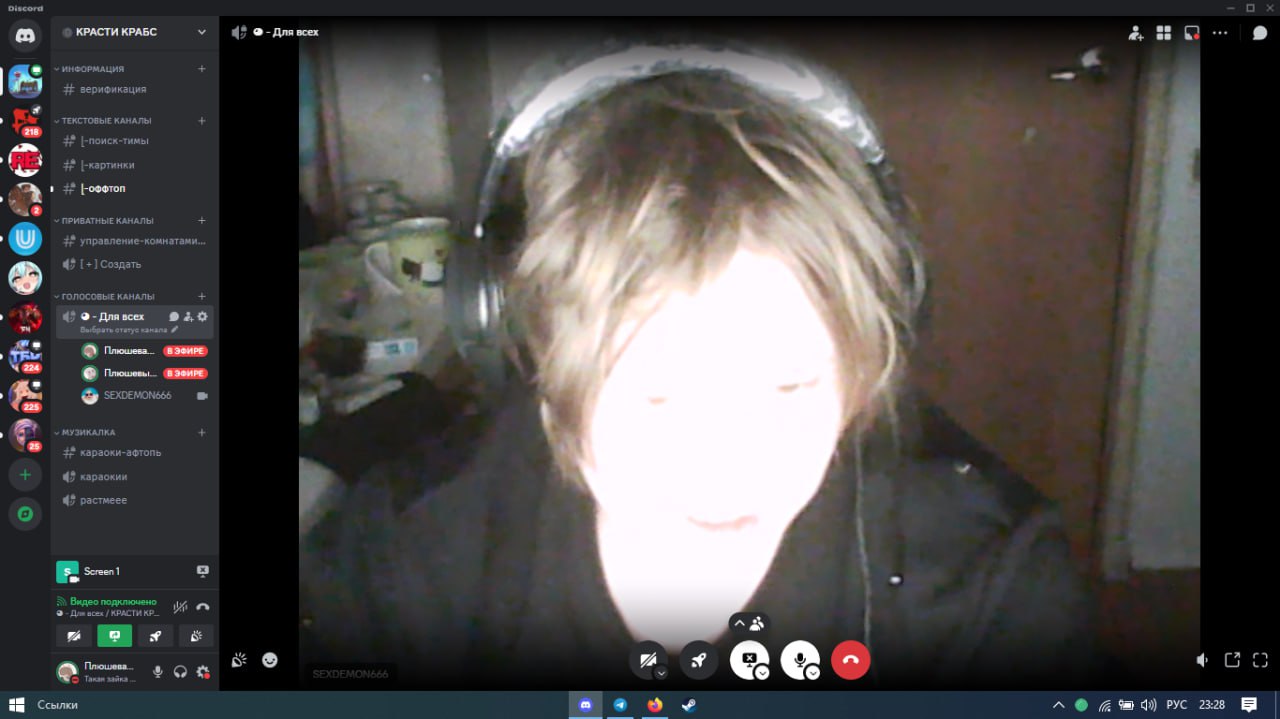 Discord
КРАСТИ КРАБС
ИНФОРМАЦИЯ
верификация
ТЕКСТОВЫЕ КАНАЛЫ
[-поиск-тимы
[-картинки
[-оффтоп
ПРИВАТНЫЕ КАНАЛЫ
управление-комнатами...
[ + ] Создать
ГОЛОСОВЫЕ КАНАЛЫ
- Для всех
Выбрать статус канала
Плюшева... В ЭФИРЕ
Плюшевы... В ЭФИРЕ
SEXDEMON666
МУЗИКАЛКА
караоки-афтопь
караокии
растмеее
218
2
224
225
25
S Screen 1
Видео подключено
- Для всех / КРАСТИ КР...
Плюшева...
Такая зайка ...
- Для всех
SEXDEMON666
Ссылки
РУС 23:28